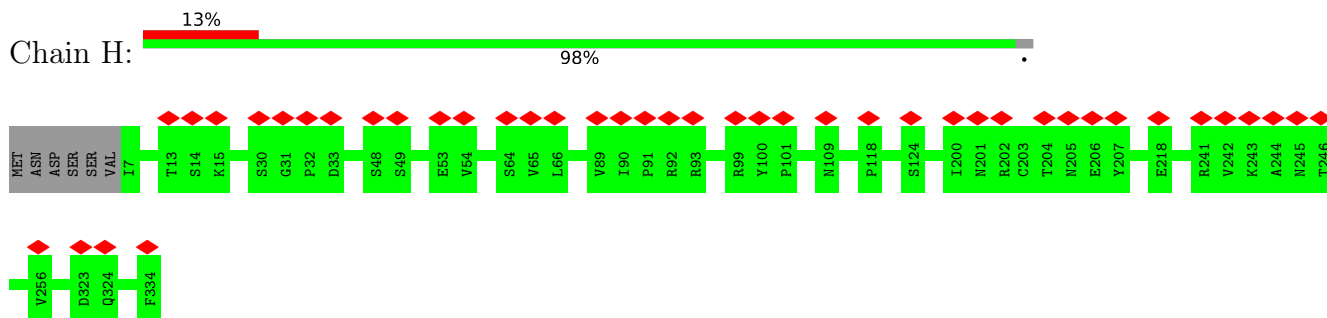 13%
Chain H:
98%
•
MET ASN ASP SER SER VAL I7 T13 S14 K15 S30 G31 P32 D33 S48 S49 E53 V54 S64 V65 L66 V89 I90 P91 R92 R93 R99 Y100 P101 N109 P118 S124 I200 N201 R202 C203 T204 N205 E206 Y207 E218 R241 V242 K243 A244 N245 T246
V256 D323 Q324 F334